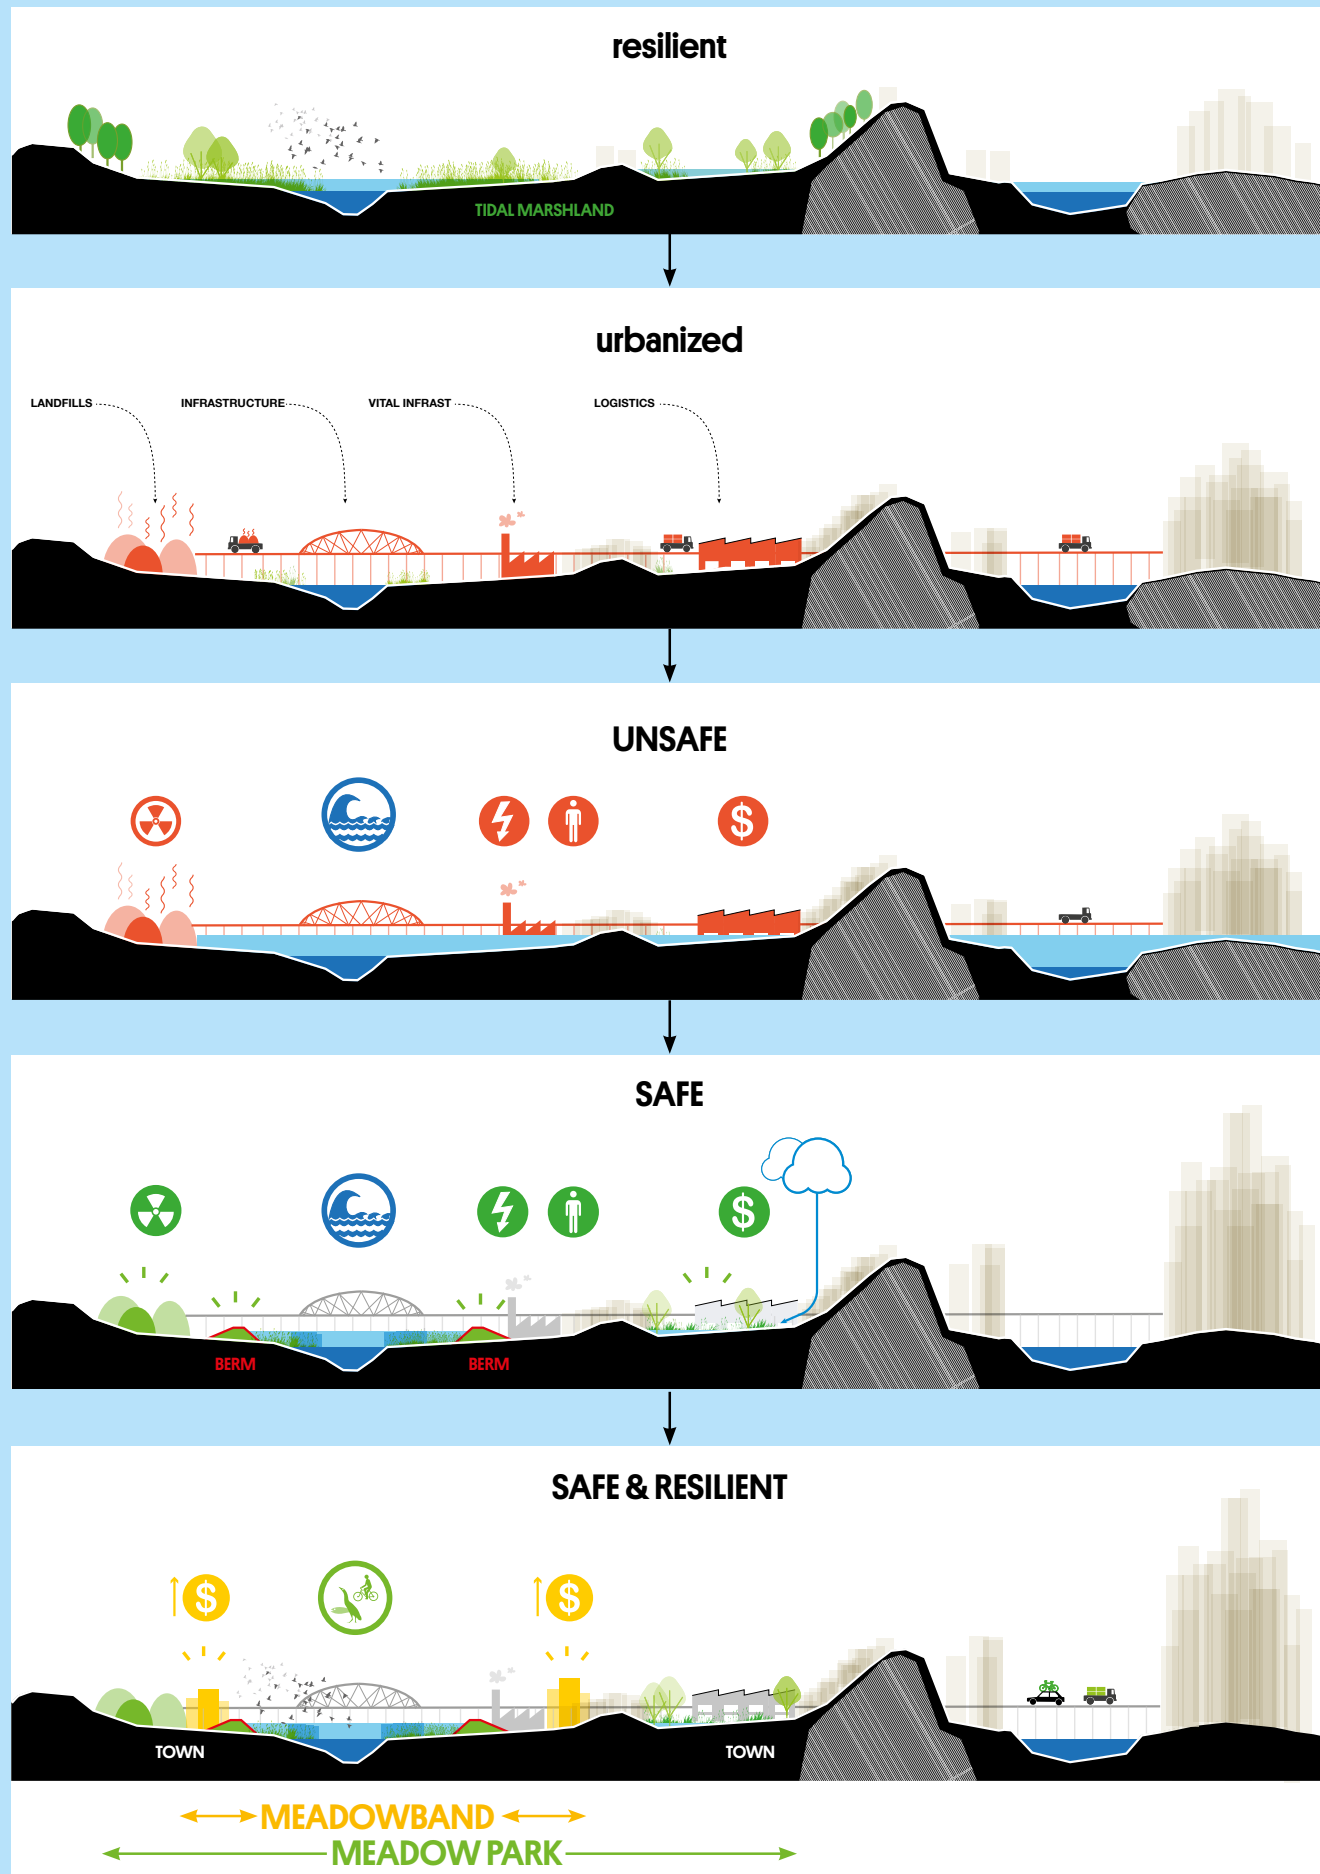 resilient
TIDAL MARSHLAND
urbanized
LANDFILLS
INFRASTRUCTURE
VITAL INFRAST
LOGISTICS
UNSAFE
$
SAFE
$
BERM
BERM
SAFE & RESILIENT
$
$
TOWN
TOWN
MEADOWBAND
MEADOW PARK